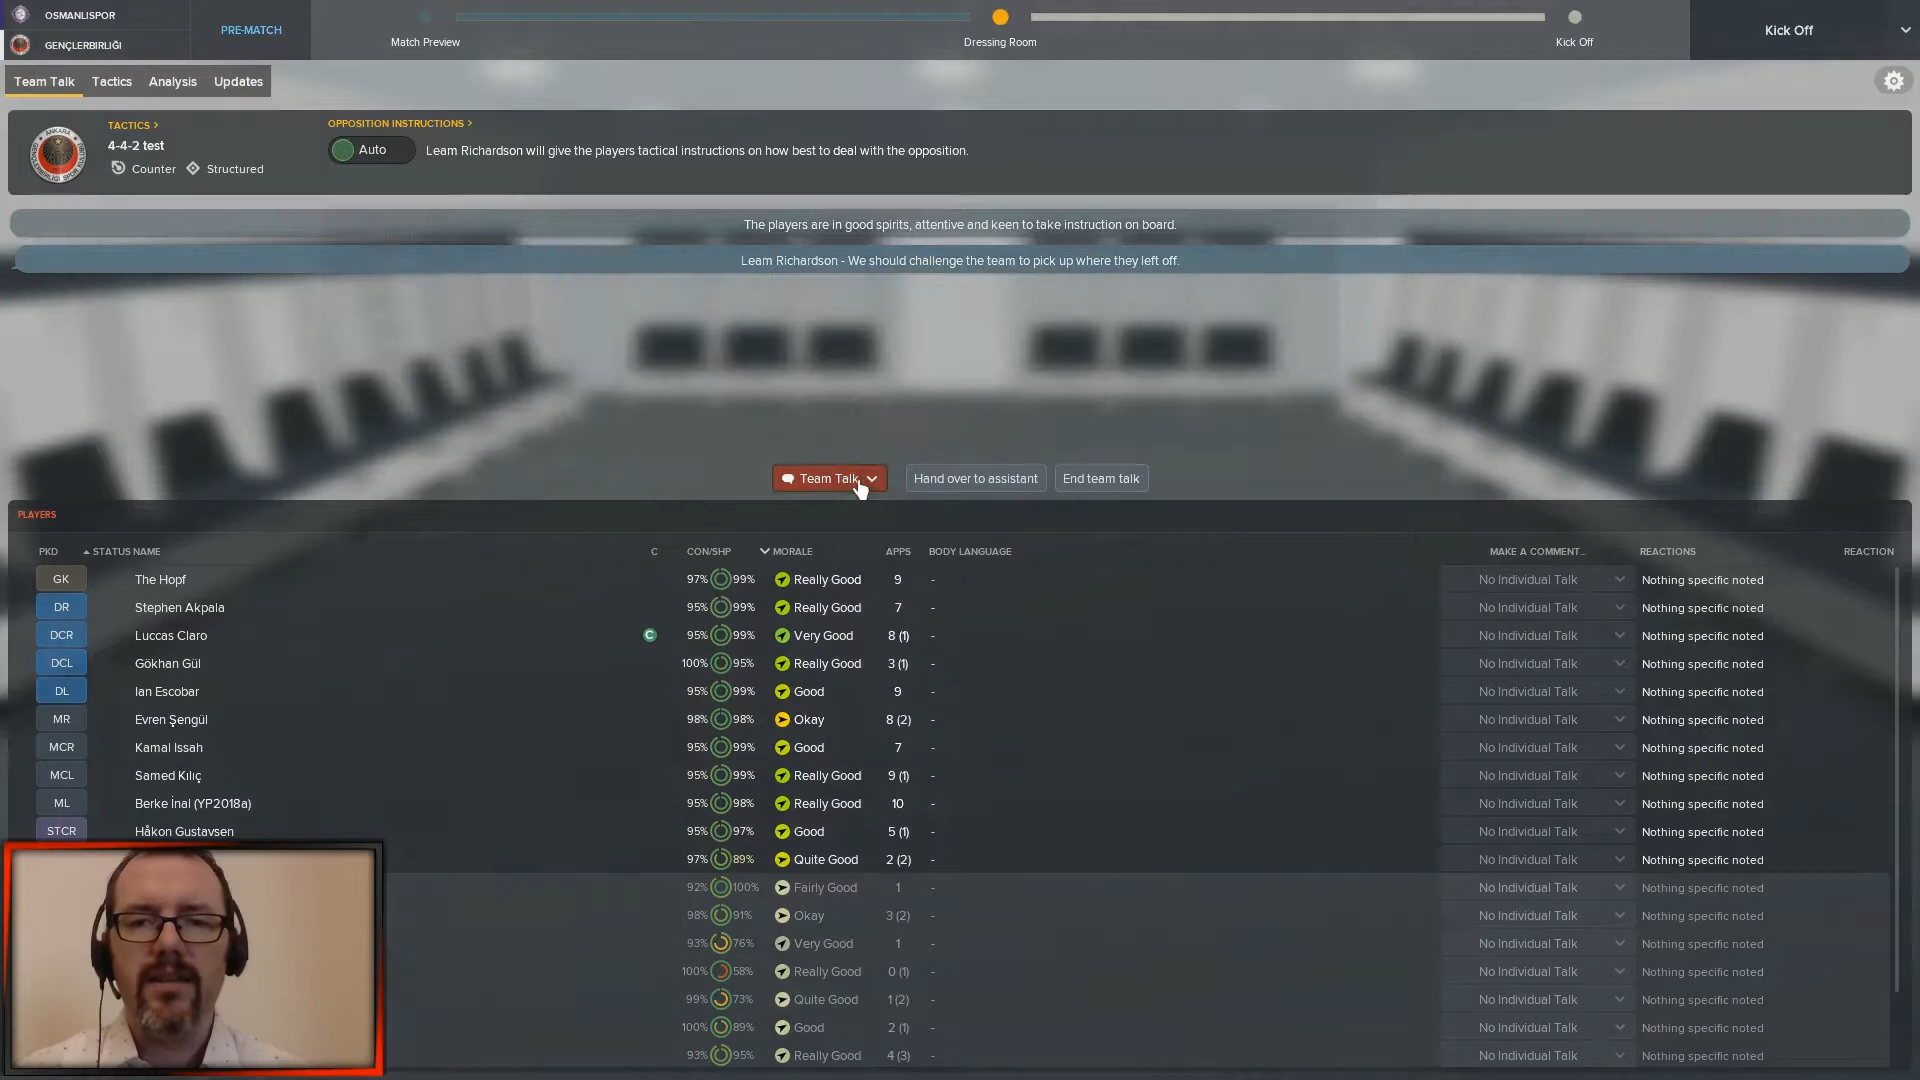 OSMANLISPOR
GENÇLERBIRLIĞI
PRE-MATCH
Match Preview
Dressing Room
Kick Off
Kick Off
Team Talk Tactics Analysis Updates
TACTICS >
4-4-2 test
Counter Structured
OPPOSITION INSTRUCTIONS >
Auto Leam Richardson will give the players tactical instructions on how best to deal with the opposition.
The players are in good spirits, attentive and keen to take instruction on board.
Leam Richardson - We should challenge the team to pick up where they left off.
Team Talk Hand over to assistant End team talk
PLAYERS
PKD STATUS NAME C CON/SHP MORALE APPS BODY LANGUAGE MAKE A COMMENT... REACTIONS REACTION
GK The Hopf 97% 99% Really Good 9 - No Individual Talk Nothing specific noted
DR Stephen Akpala 95% 99% Really Good 7 - No Individual Talk Nothing specific noted
DCR Luccas Claro C 95% 99% Very Good 8 (1) - No Individual Talk Nothing specific noted
DCL Gökhan Gül 100% 95% Really Good 3 (1) - No Individual Talk Nothing specific noted
DL Ian Escobar 95% 99% Good 9 - No Individual Talk Nothing specific noted
MR Evren Şengül 98% 98% Okay 8 (2) - No Individual Talk Nothing specific noted
MCR Kamal Issah 95% 99% Good 7 - No Individual Talk Nothing specific noted
MCL Samed Kılıç 95% 99% Really Good 9 (1) - No Individual Talk Nothing specific noted
ML Berke İnal (YP2018a) 95% 98% Really Good 10 - No Individual Talk Nothing specific noted
STCR Håkon Gustavsen 95% 97% Good 5 (1) - No Individual Talk Nothing specific noted
97% 89% Quite Good 2 (2) - No Individual Talk Nothing specific noted
92% 100% Fairly Good 1 - No Individual Talk Nothing specific noted
98% 91% Okay 3 (2) - No Individual Talk Nothing specific noted
93% 76% Very Good 1 - No Individual Talk Nothing specific noted
100% 58% Really Good 0 (1) - No Individual Talk Nothing specific noted
99% 73% Quite Good 1 (2) - No Individual Talk Nothing specific noted
100% 89% Good 2 (1) - No Individual Talk Nothing specific noted
93% 95% Really Good 4 (3) - No Individual Talk Nothing specific noted